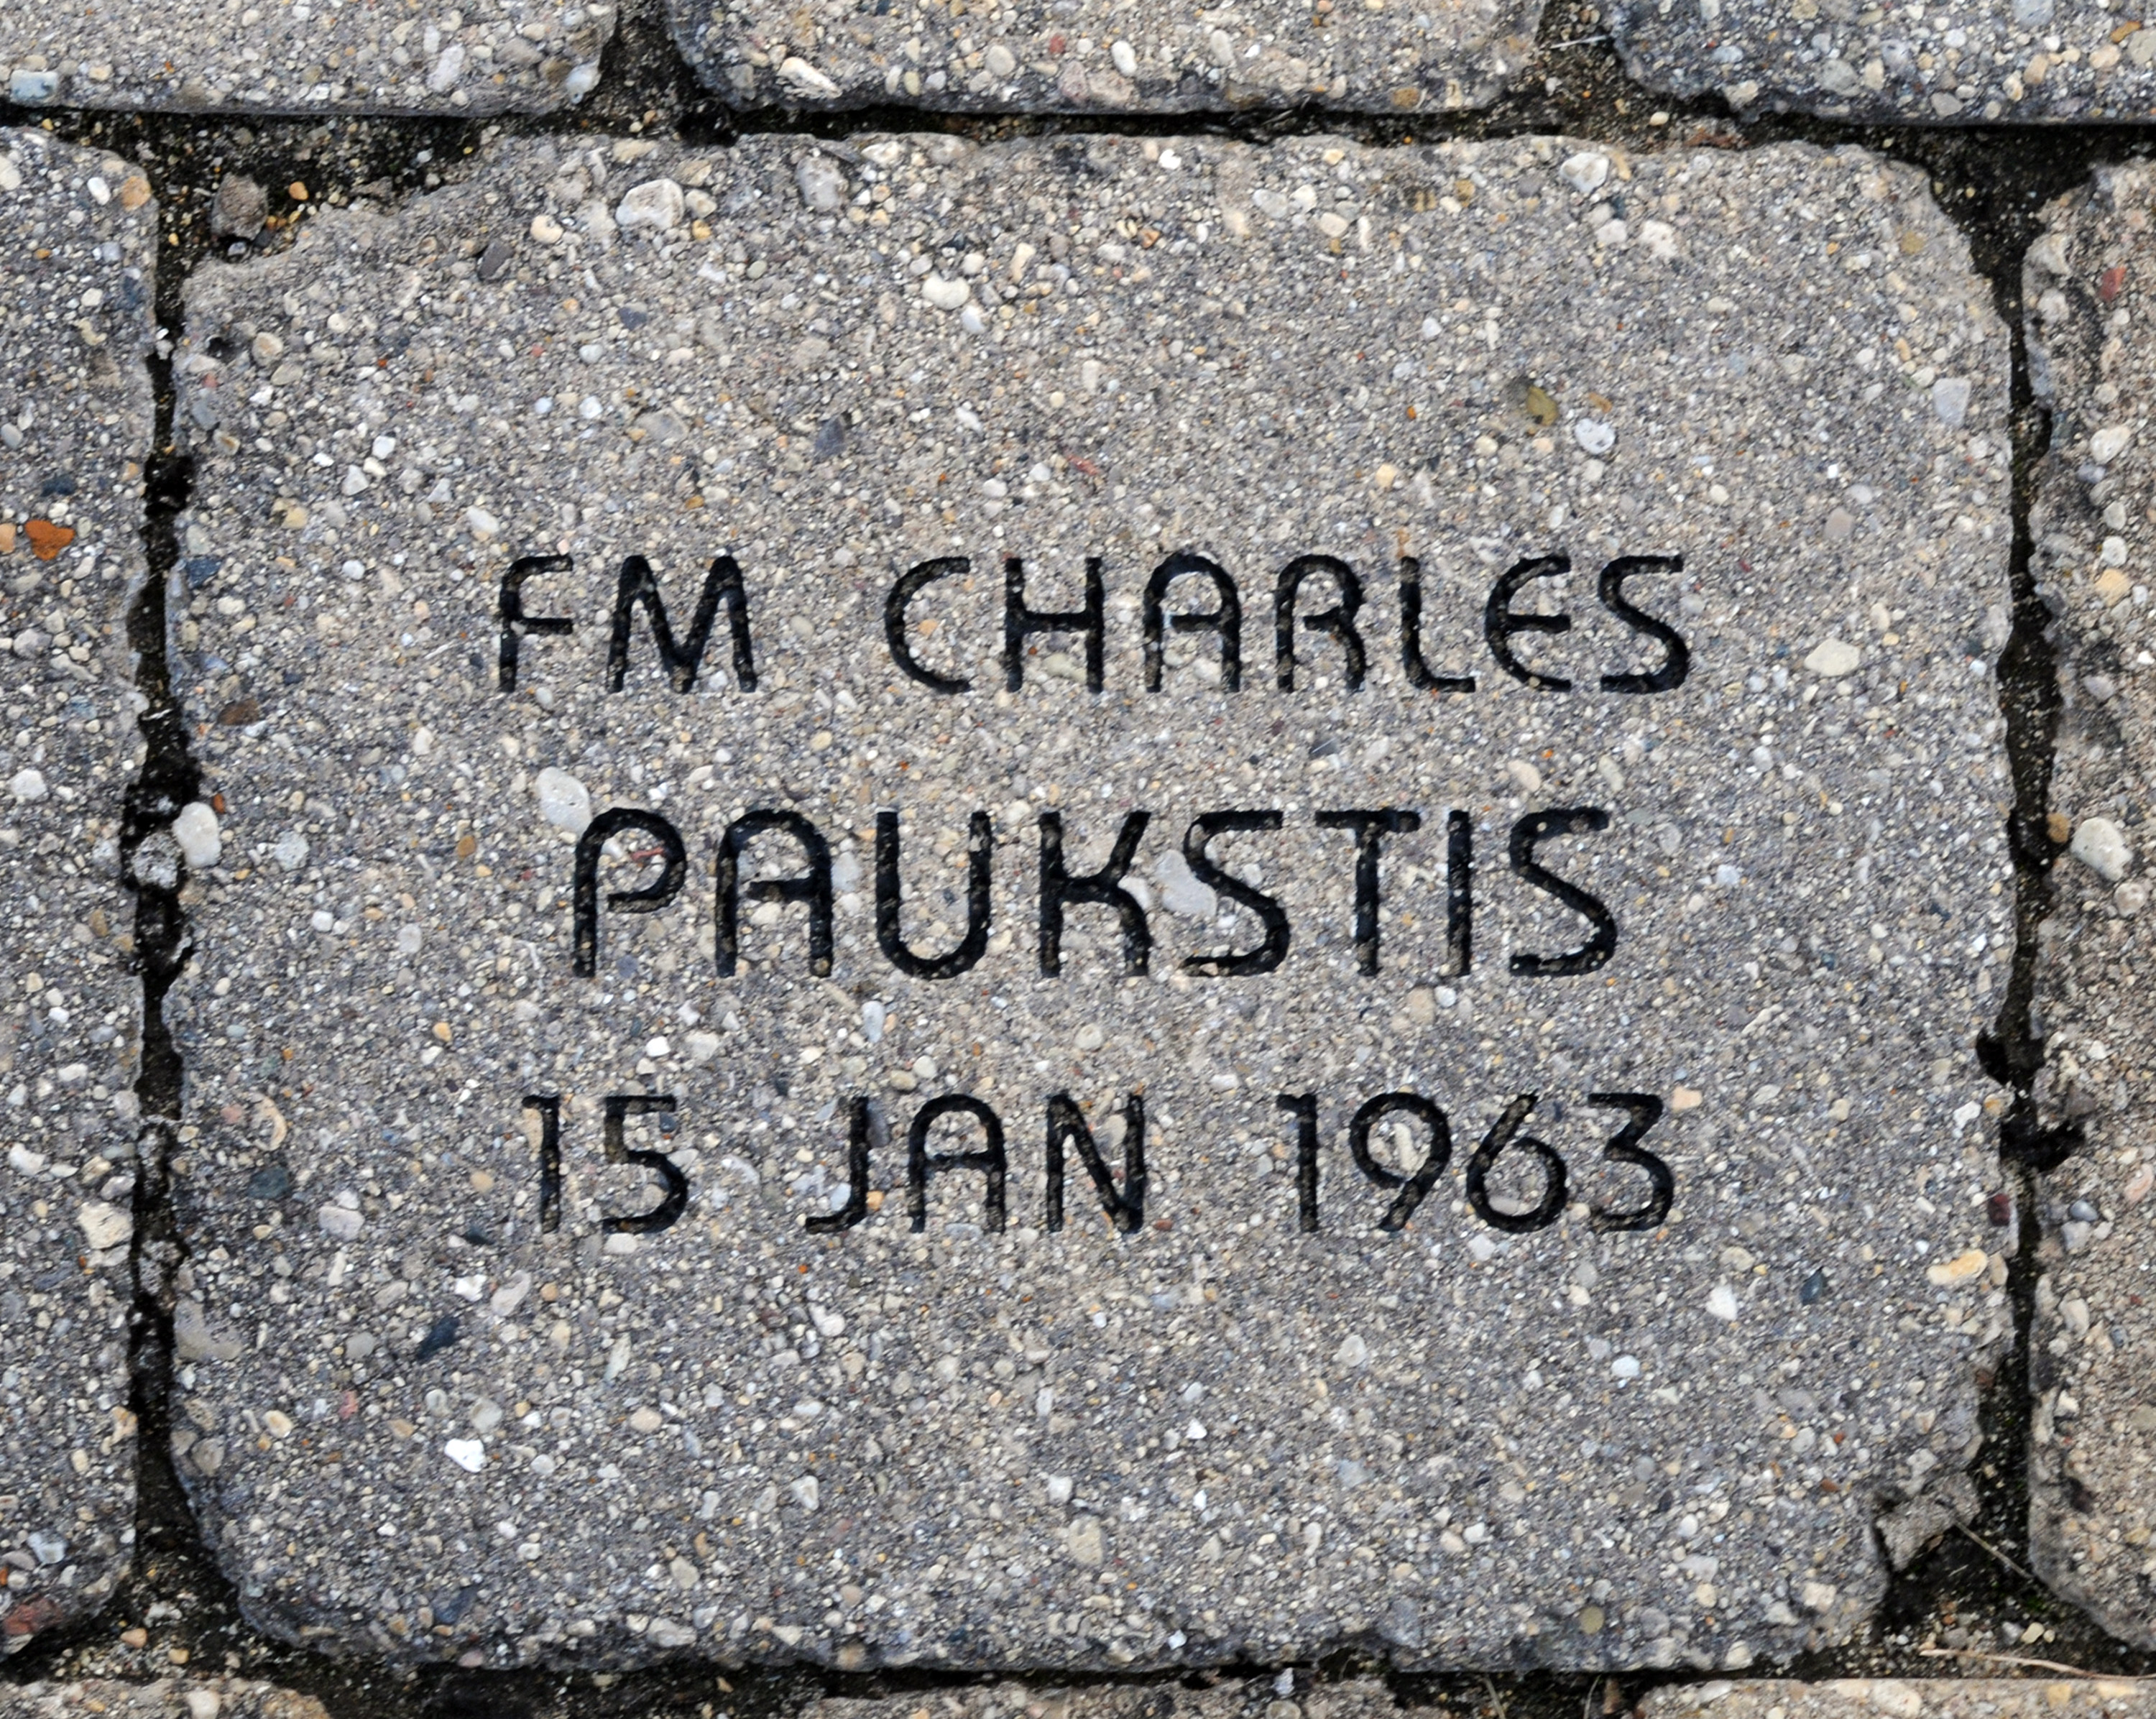 FM CHARLES
PAUKSTIS
15 JAN 1963